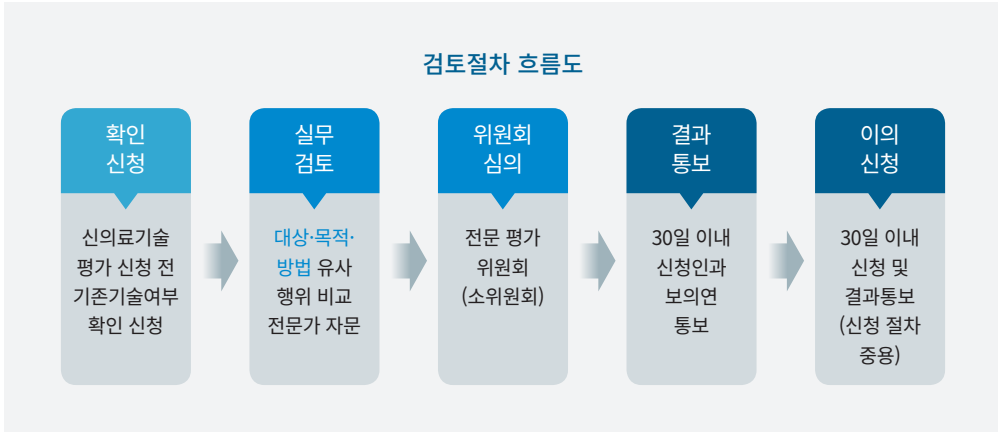 검토절차 흐름도
확인
신청
신의료기술
평가 신청 전
기존기술여부
확인 신청
실무
검토
대상·목적·
방법 유사
행위 비교
전문가 자문
위원회
심의
전문 평가
위원회
(소위원회)
결과
통보
30일 이내
신청인과
보의연
통보
이의
신청
30일 이내
신청 및
결과통보
(신청 절차
중용)